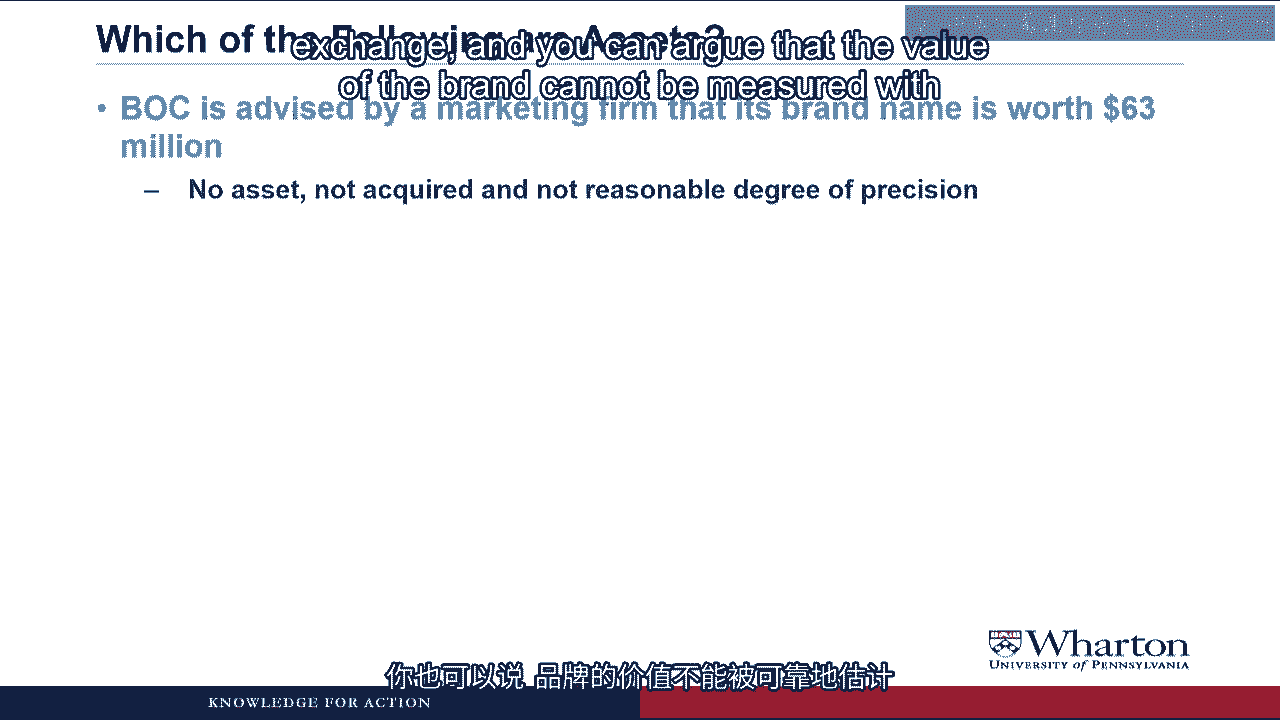 Which of the Following are Assets?
exchange, and you can argue that the value
of the brand cannot be measured with
• BOC is advised by a marketing firm that its brand name is worth $63
million
– No asset, not acquired and not reasonable degree of precision
Wharton
UNIVERSITY of PENNSYLVANIA
你也可以说 品牌的价值不能被可靠地估计
KNOWLEDGE FOR ACTION